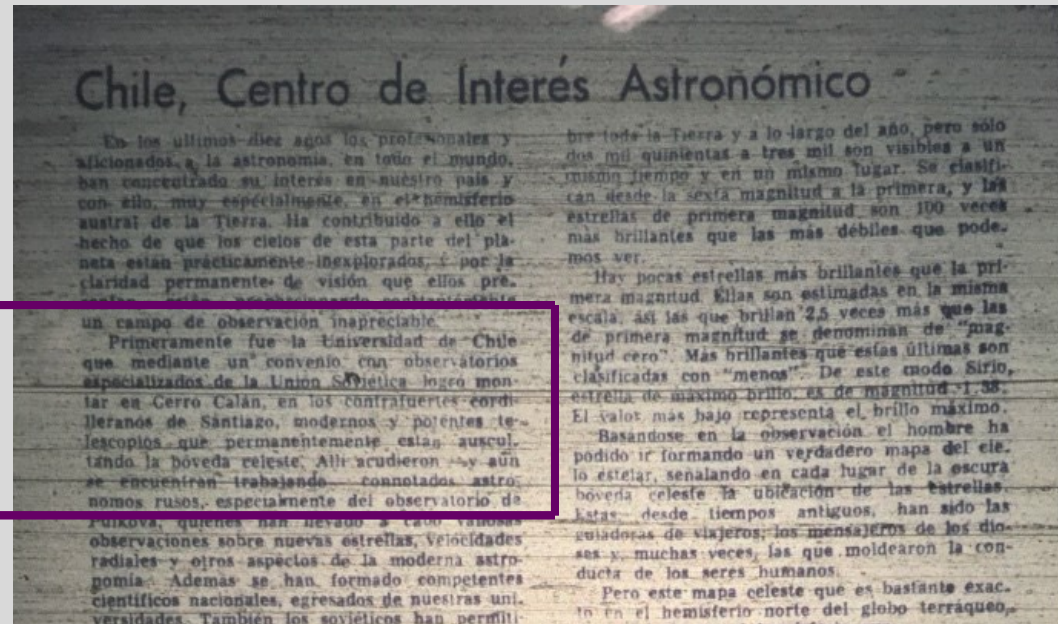 Chile, Centro de Interés Astronómico
En los ultimos diez años los profesionales y
aficionados a la astronomía, en todo el mundo,
han concentrado su interés en nuestro país y
con ello, muy especialmente, en el hemisferio
austral de la Tierra. Ha contribuido a ello el
hecho de que los cielos de esta parte del pla-
neta están prácticamente inexplorados, y por la
claridad permanente de visión que ellos pre-
un campo de observación inapreciable.
Primeramente fue la Universidad de Chile
que mediante un convenio con observatorios
especializados de la Unión Soviética logró mon-
tar en Cerro Calán, en los contrafuertes cordi-
lleranos de Santiago, modernos y potentes te-
lescopios que permanentemente están auscul-
tando la bóveda celeste. Allí acudieron —y aún
se encuentran trabajando— connotados astro-
nomos rusos, especialmente del observatorio de
Pulkova, quienes han llevado a cabo valiosas
observaciones sobre nuevas estrellas, velocidades
radiales y otros aspectos de la moderna astro-
nomía. Además se han formado competentes
científicos nacionales, egresados de nuestras uni-
versidades. También los soviéticos han permiti-
bre toda la Tierra y a lo largo del año, pero sólo
dos mil quinientas a tres mil son visibles a un
mismo tiempo y en un mismo lugar. Se clasifi-
can desde la sexta magnitud a la primera, y las
estrellas de primera magnitud son 100 veces
más brillantes que las más débiles que pode-
mos ver.
Hay pocas estrellas más brillantes que la pri-
mera magnitud. Ellas son estimadas en la misma
escala, así las que brillan 2,5 veces más que las
de primera magnitud se denominan de "mag-
nitud cero". Más brillantes que estas últimas son
clasificadas con "menos". De este modo Sirio,
estrella de máximo brillo, es de magnitud -1.58.
El valor más bajo representa el brillo máximo.
Basándose en la observación el hombre ha
podido ir formando un verdadero mapa del cie-
lo estelar, señalando en cada lugar de la oscura
bóveda celeste la ubicación de las estrellas.
Estas desde tiempos antiguos, han sido las
guiadoras de viajeros; los mensajeros de los dio-
ses y, muchas veces, las que moldearon la con-
ducta de los seres humanos.
Pero este mapa celeste que es bastante exac-
to en el hemisferio norte del globo terráqueo,